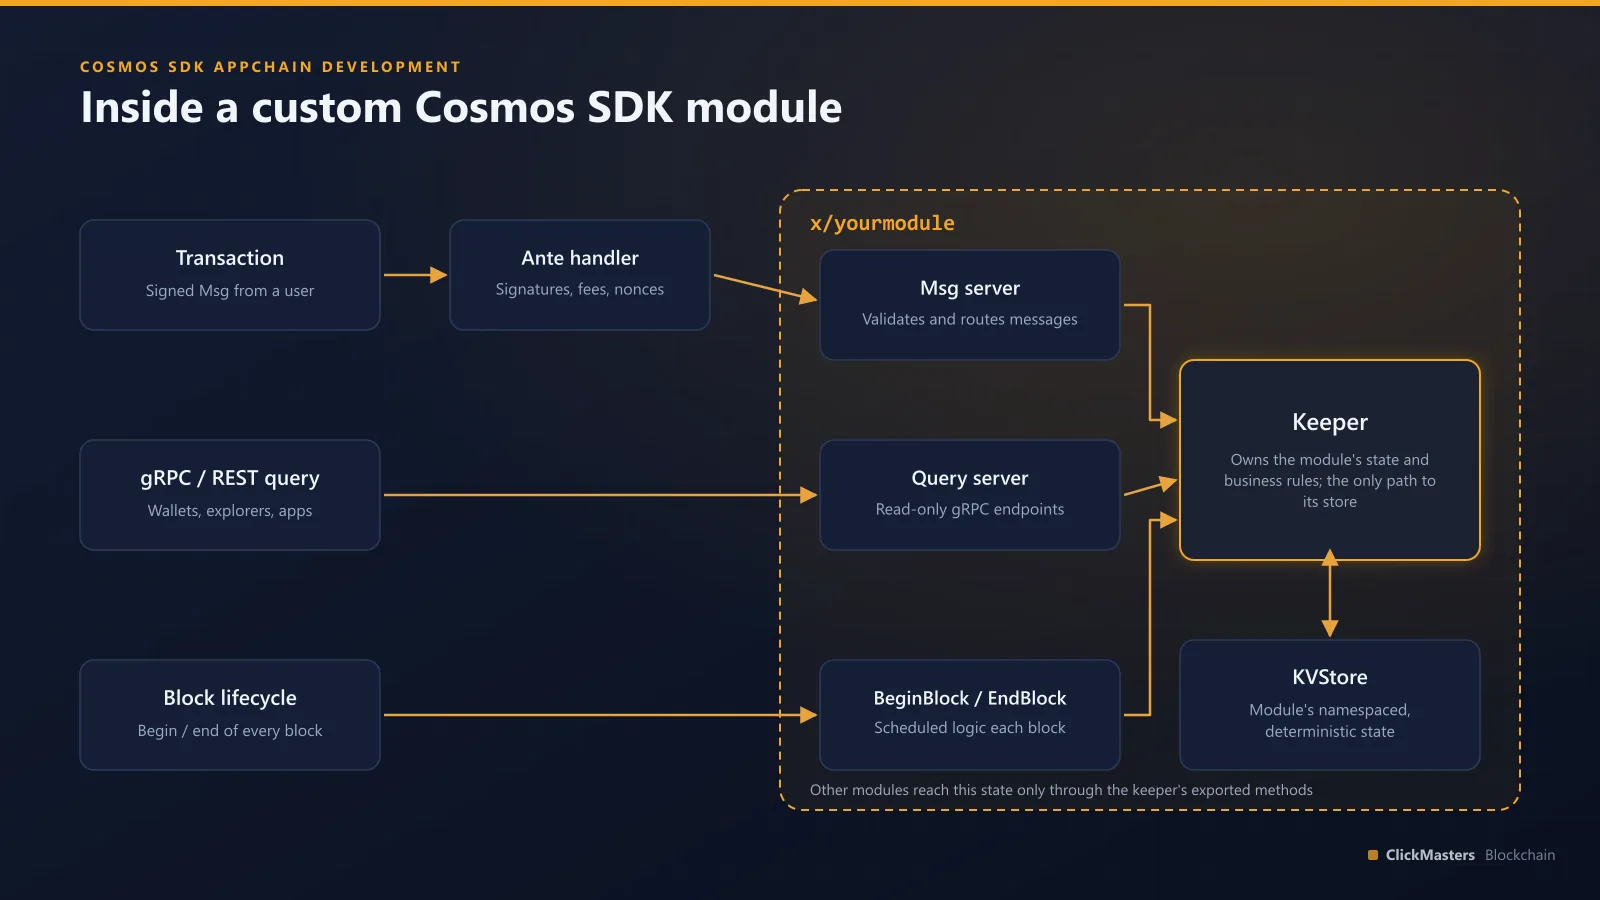 COSMOS SDK APPCHAIN DEVELOPMENT
Inside a custom Cosmos SDK module
Transaction
Signed Msg from a user
Ante handler
Signatures, fees, nonces
x/yourmodule
Msg server
Validates and routes messages
gRPC / REST query
Wallets, explorers, apps
Query server
Read-only gRPC endpoints
Keeper
Owns the module's state and
business rules; the only path to
its store
Block lifecycle
Begin / end of every block
BeginBlock / EndBlock
Scheduled logic each block
KVStore
Module's namespaced,
deterministic state
Other modules reach this state only through the keeper's exported methods
ClickMasters Blockchain